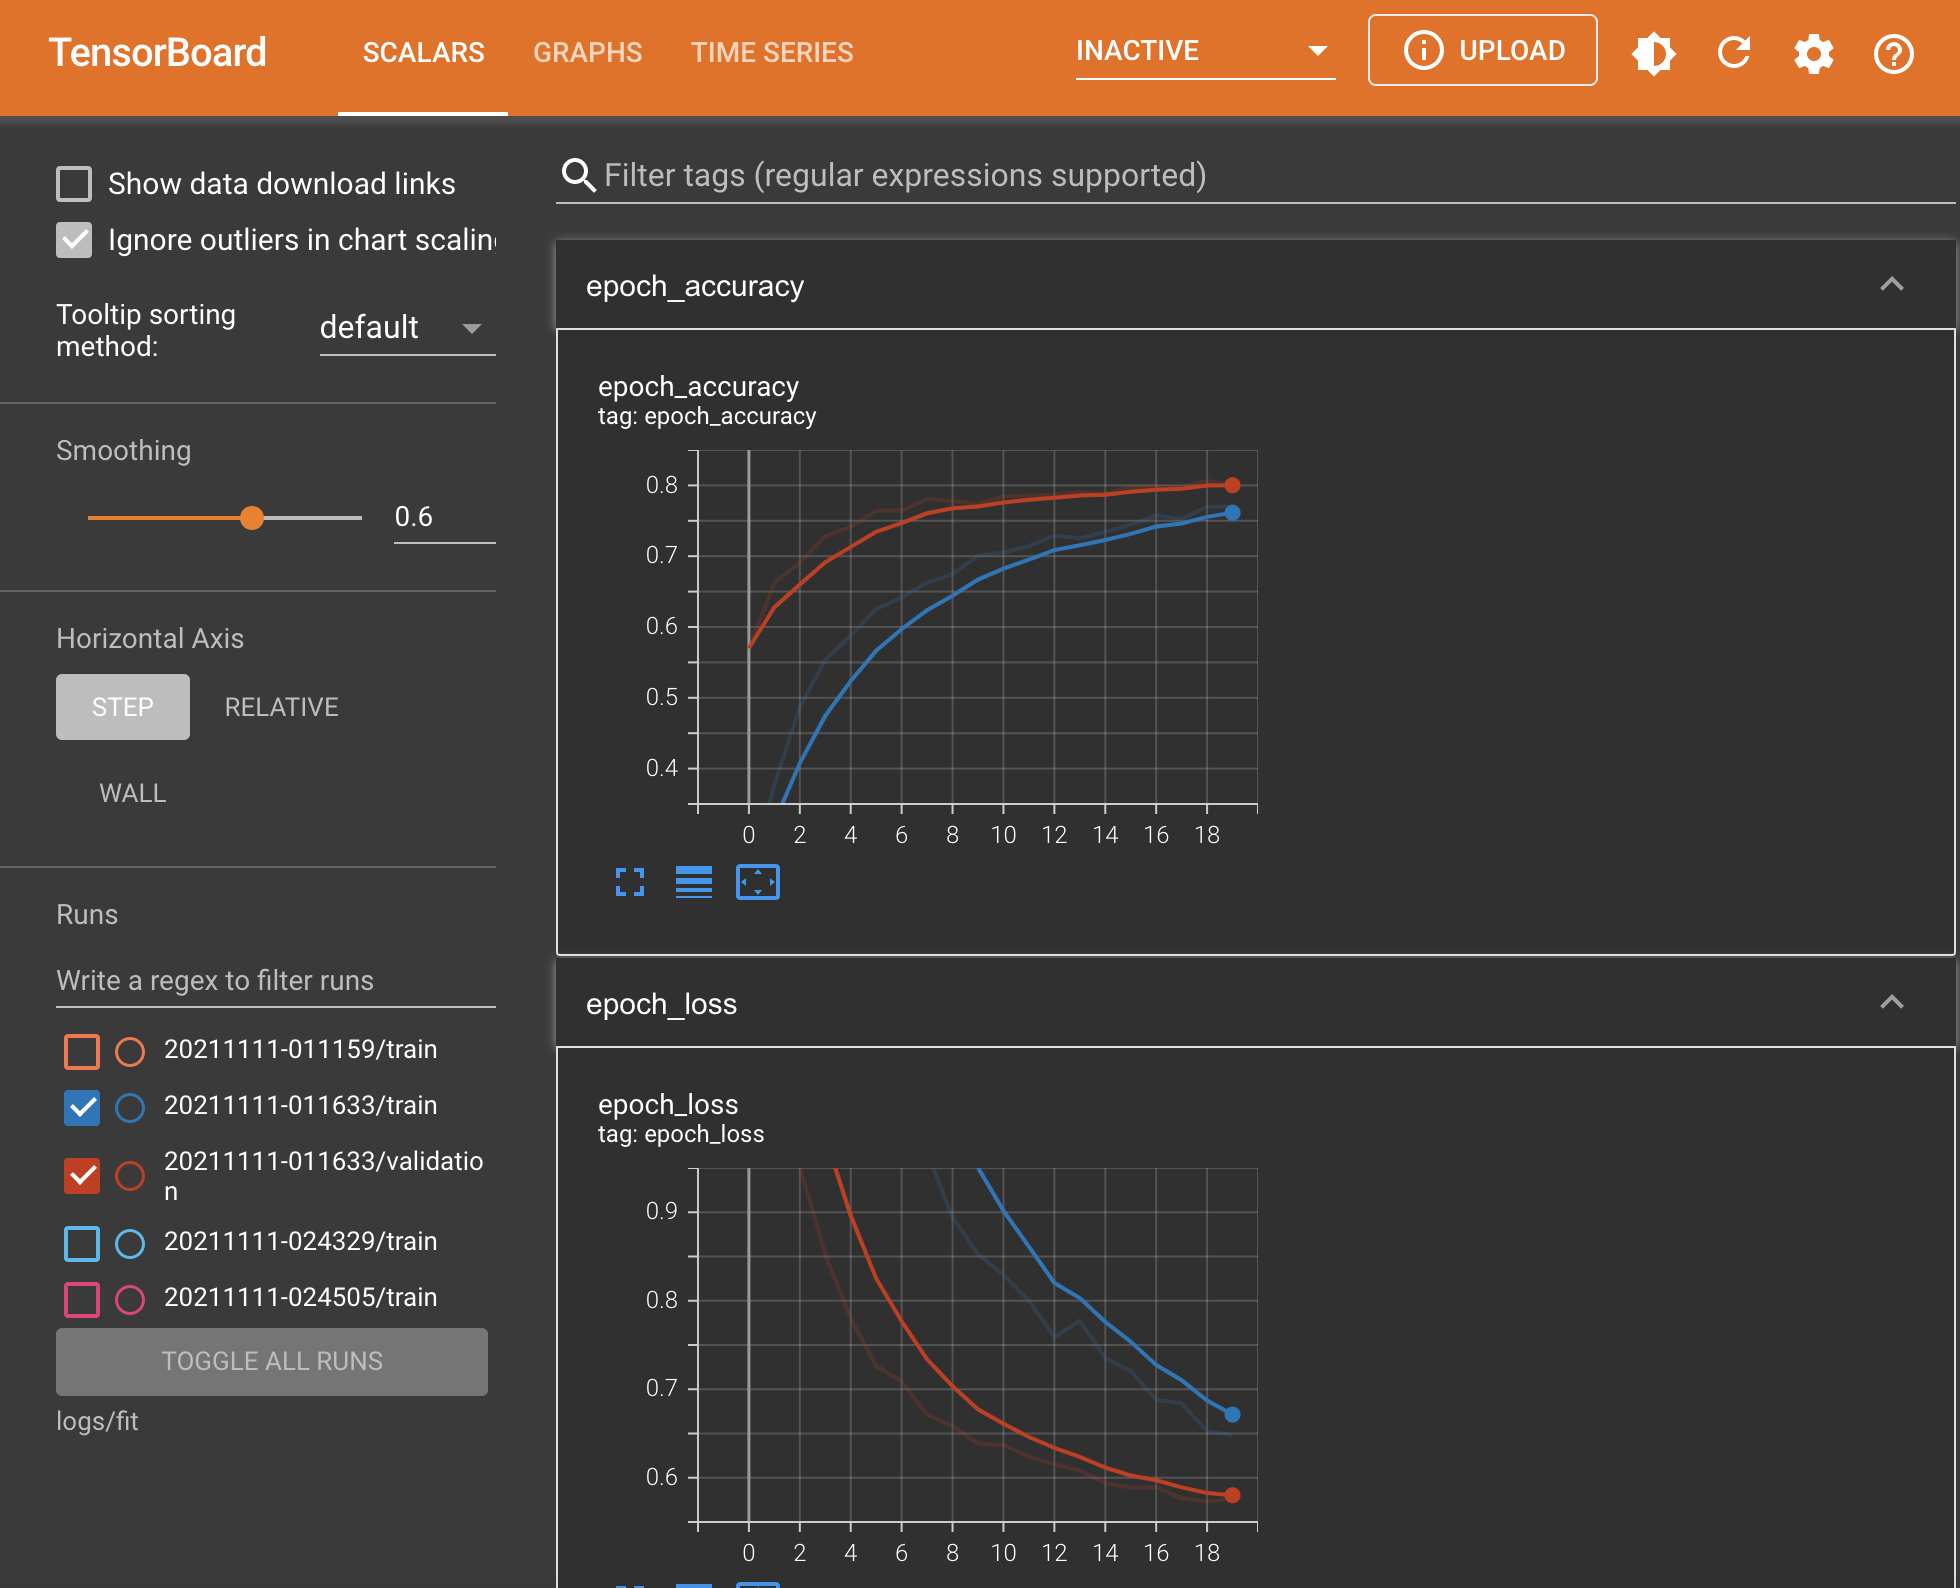 TensorBoard
SCALARS
GRAPHS
TIME SERIES
INACTIVE
UPLOAD
Show data download links
Ignore outliers in chart scaling
Tooltip sorting
method:
default
Smoothing
0.6
Horizontal Axis
STEP
RELATIVE
WALL
Runs
Write a regex to filter runs
20211111-011159/train
20211111-011633/train
20211111-011633/validatio
n
20211111-024329/train
20211111-024505/train
TOGGLE ALL RUNS
logs/fit
Filter tags (regular expressions supported)
epoch_accuracy
epoch_accuracy
tag: epoch_accuracy
0.8
0.7
0.6
0.5
0.4
0 2 4 6 8 10 12 14 16 18
epoch_loss
epoch_loss
tag: epoch_loss
0.9
0.8
0.7
0.6
0 2 4 6 8 10 12 14 16 18